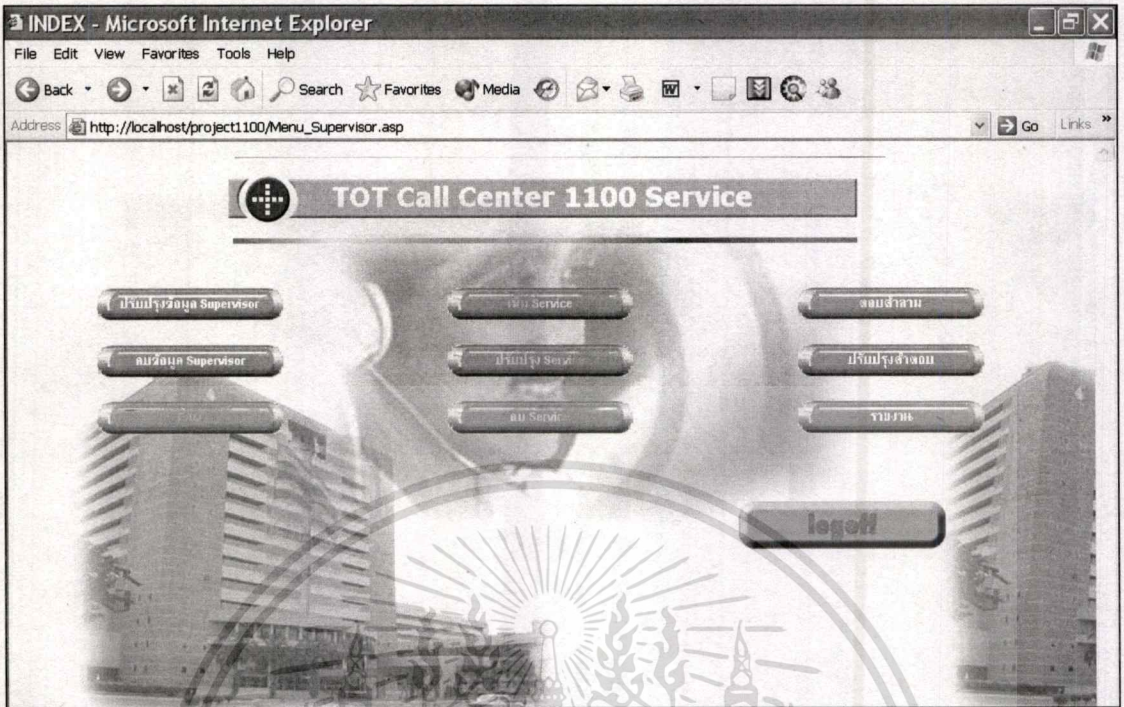 INDEX - Microsoft Internet Explorer
File Edit View Favorites Tools Help
Back Search Favorites Media
Address http://localhost/project1100/Menu_Supervisor.asp Go Links »
TOT Call Center 1100 Service
ปรับปรุงข้อมูล Supervisor เพิ่ม Service ตอบคำถาม
ลบข้อมูล Supervisor ปรับปรุง Service ปรับปรุงคำตอบ
ลบ Service รายงาน
logoff